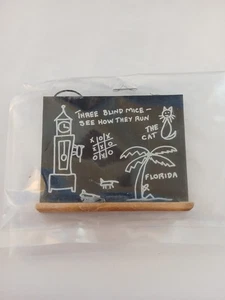 THREE BLIND MICE —
SEE HOW THEY RUN
X O X
X X O
O X O
THE
CAT
FLORIDA